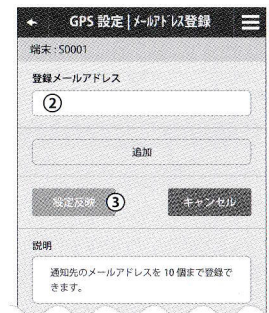 GPS 設定 | メールアドレス登録
端末 : S0001
登録メールアドレス
②
追加
設定反映 ③ キャンセル
説明
通知先のメールアドレスを 10 個まで登録で
きます。